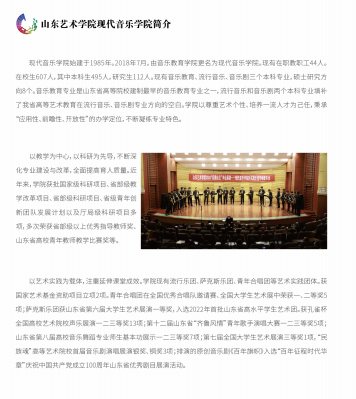 山东艺术学院现代音乐学院简介
现代音乐学院始建于1985年。2018年7月，由音乐教育学院更名为现代音乐学院。现有在职教职工44人。
在校生607人，其中本科生495人，研究生112人。现有音乐教育、流行音乐、音乐剧三个本科专业，硕士研究方
向8个。音乐教育专业是山东省高等院校建制最早的音乐教育专业之一，流行音乐和音乐剧两个本科专业填补
了我省高等艺术教育在流行音乐、音乐剧专业方向的空白。学院以尊重艺术个性，培养一流人才为己任，秉承
“应用性、前瞻性、开放性”的办学定位，不断凝练专业特色。
以教学为中心，以科研为先导，不断深
化专业建设与改革，全面提高育人质量。近
年来，学院获批国家级科研项目、省部级教
学改革项目、省部级科研项目、省级青年创
新团队发展计划以及厅局级科研项目多
项，多次荣获省部级以上优秀指导教师奖、
山东省高校青年教师教学比赛奖等。
以艺术实践为载体，注重延伸课堂成效。学院现有流行乐团、萨克斯乐团、青年合唱团等艺术实践团体。获
国家艺术基金资助项目立项2项。青年合唱团在全国优秀合唱队邀请赛、全国大学生艺术展中荣获一、二等奖5
项；萨克斯乐团获山东省第六届大学生艺术展演一等奖，入选2022年首批山东省高水平学生艺术团。获孔雀杯
全国高校艺术院校声乐展演一二三等奖13项；第十二届山东省“齐鲁风情”青年歌手演唱大赛一二三等奖5项；
山东省第八届高校音乐舞蹈专业师生基本功展示一二三等奖7项；第七届全国大学生艺术展演三等奖1项。“民
族魂”高等艺术院校首届音乐剧演唱展演银奖、铜奖3项；排演的原创音乐剧《百年旗帜》入选“百年征程时代华
章”庆祝中国共产党成立100周年山东省优秀剧目展演活动。